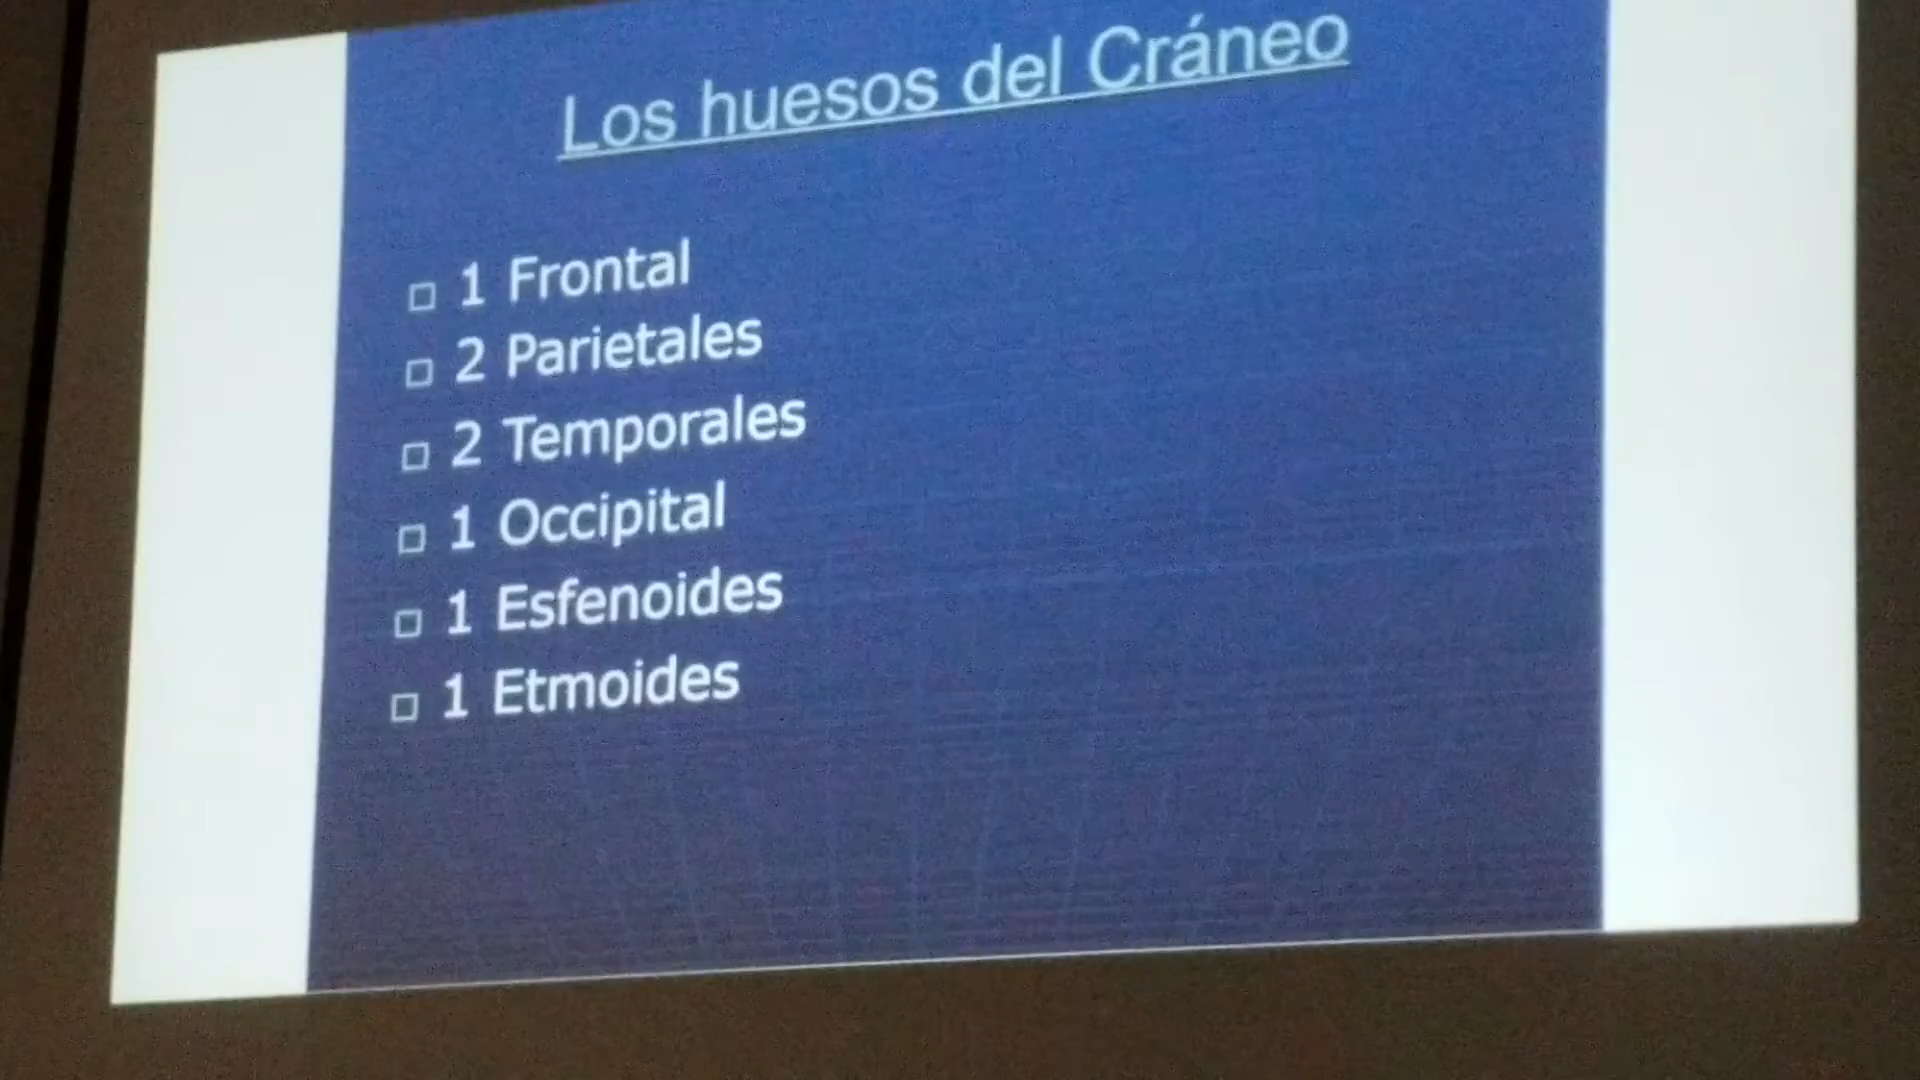 Los huesos del Cráneo
1 Frontal
2 Parietales
2 Temporales
1 Occipital
1 Esfenoides
1 Etmoides